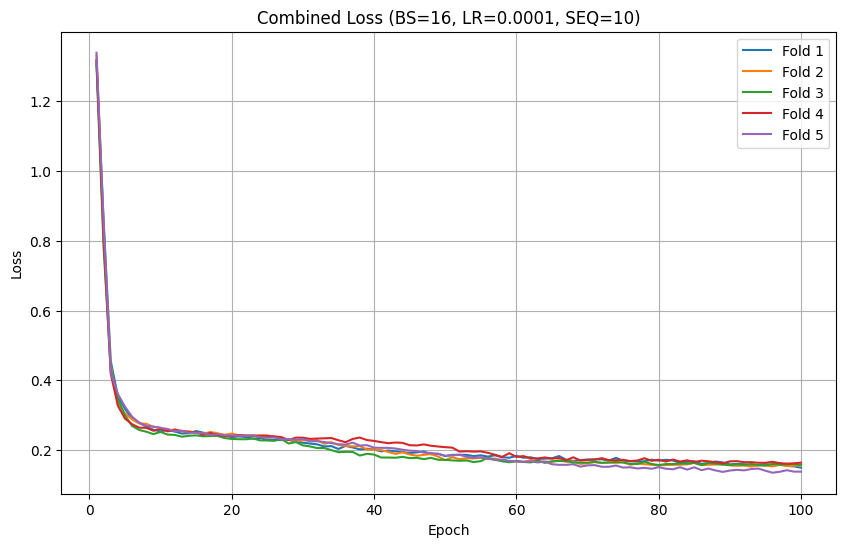 Combined Loss (BS=16, LR=0.0001, SEQ=10)
Fold 1
Fold 2
Fold 3
Fold 4
Fold 5
Loss
1.2
1.0
0.8
0.6
0.4
0.2
0 20 40 60 80 100
Epoch